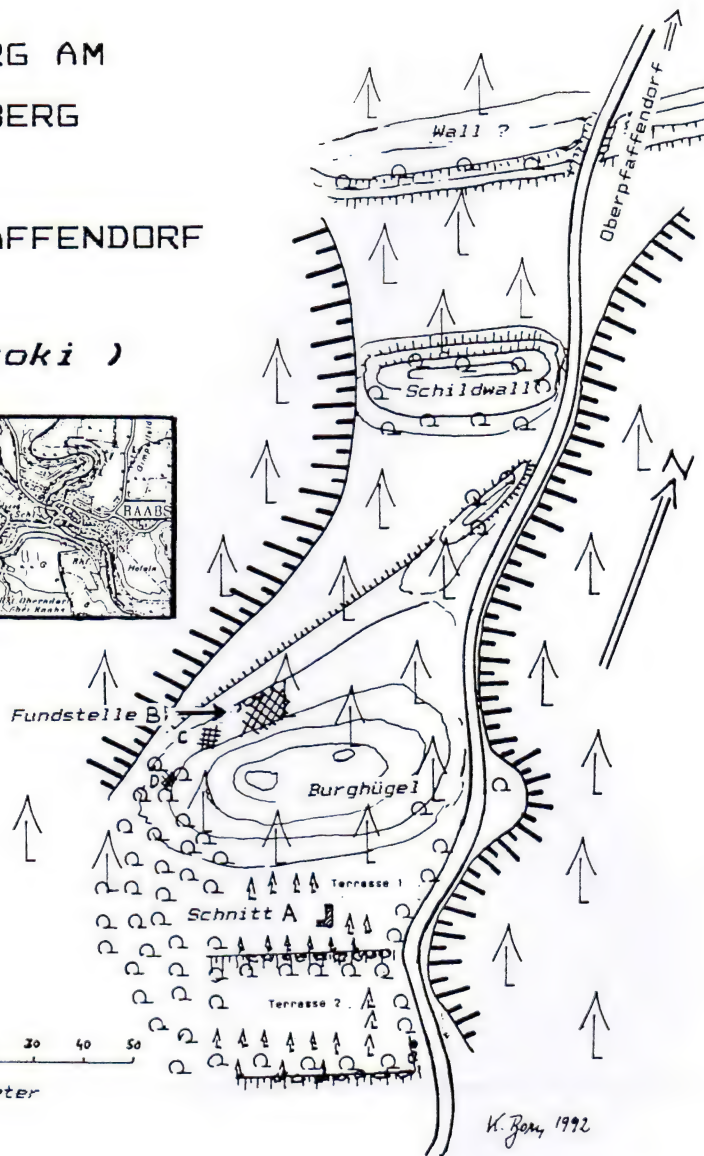 RG AM
BERG
AFFENDORF
oki )
Wall ?
Oberpfaffendorf
Schildwall
N
RAABS
Fundstelle B
C
D
Burghügel
Terrasse 1
Schnitt A
Terrasse 2
30 40 50
eter
1992